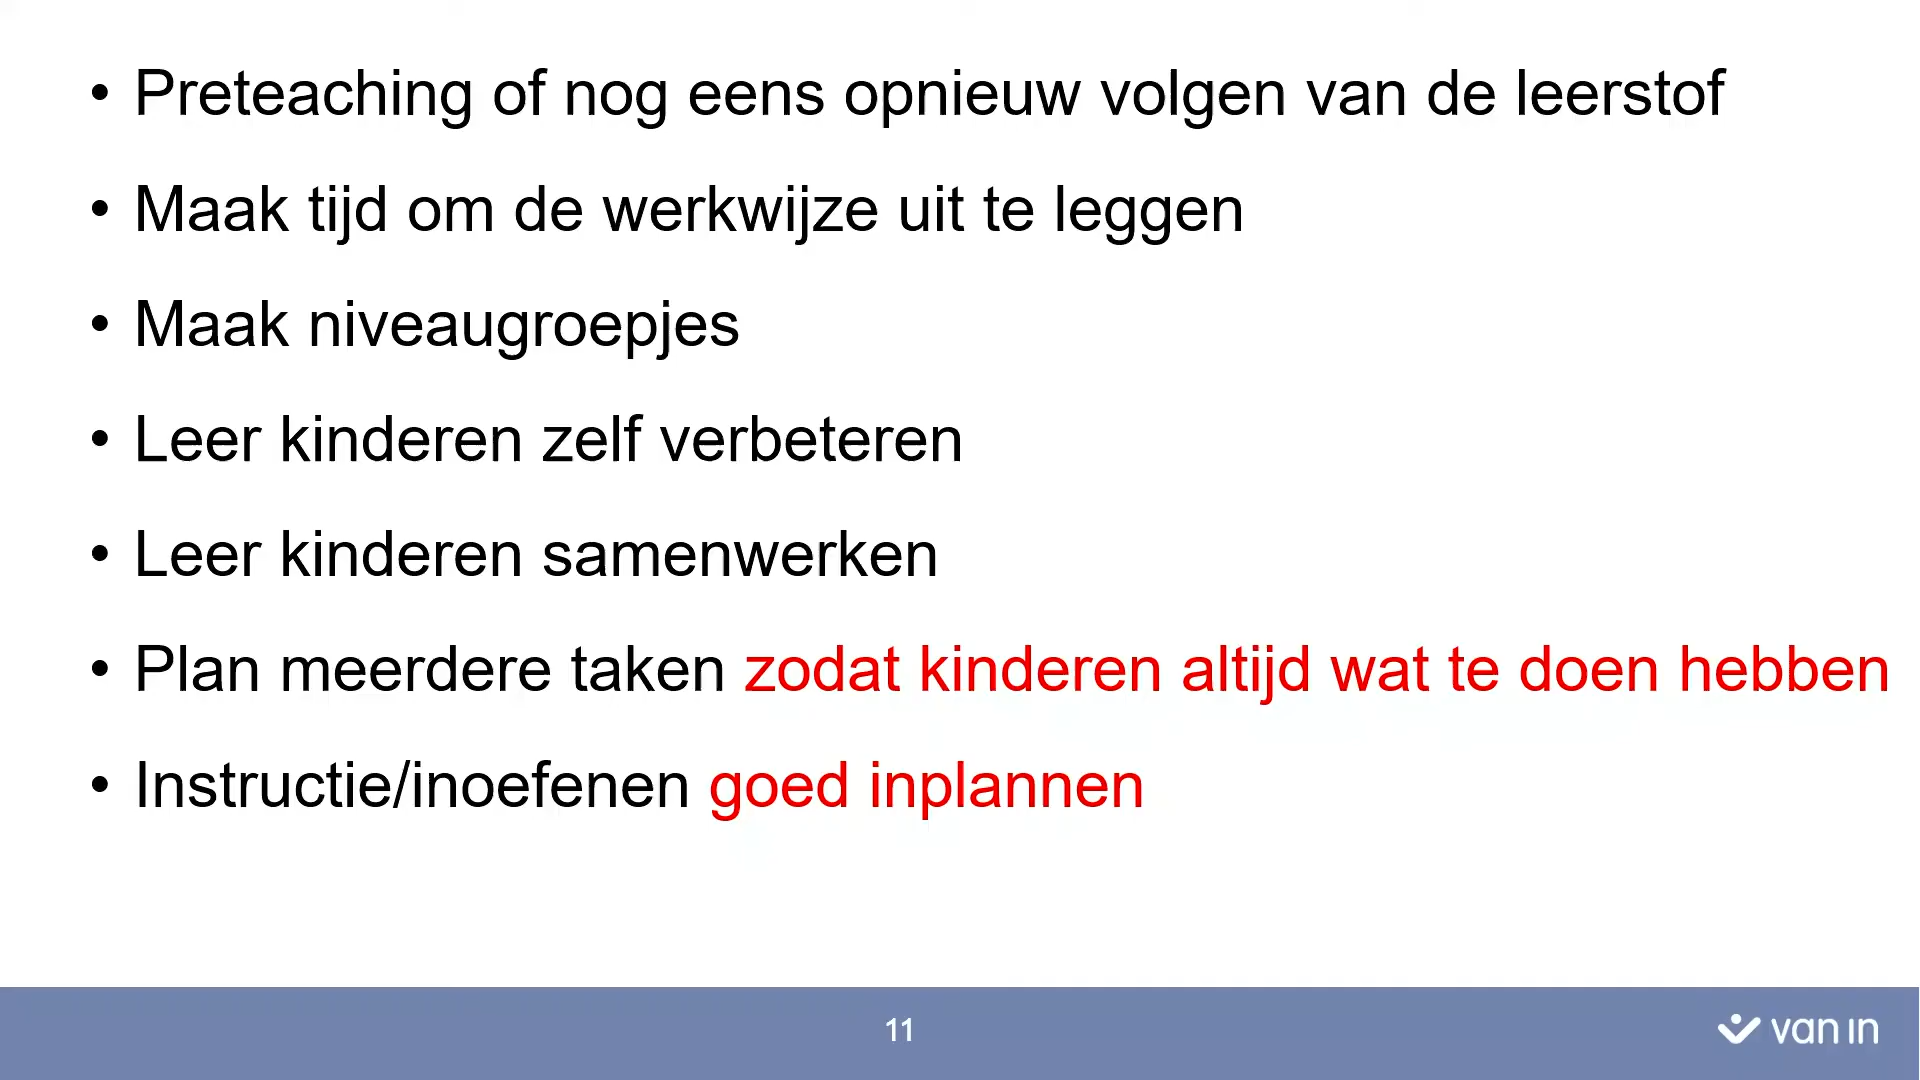 • Preteaching of nog eens opnieuw volgen van de leerstof
• Maak tijd om de werkwijze uit te leggen
• Maak niveaugroepjes
• Leer kinderen zelf verbeteren
• Leer kinderen samenwerken
• Plan meerdere taken zodat kinderen altijd wat te doen hebben
• Instructie/inoefenen goed inplannen
11
van in